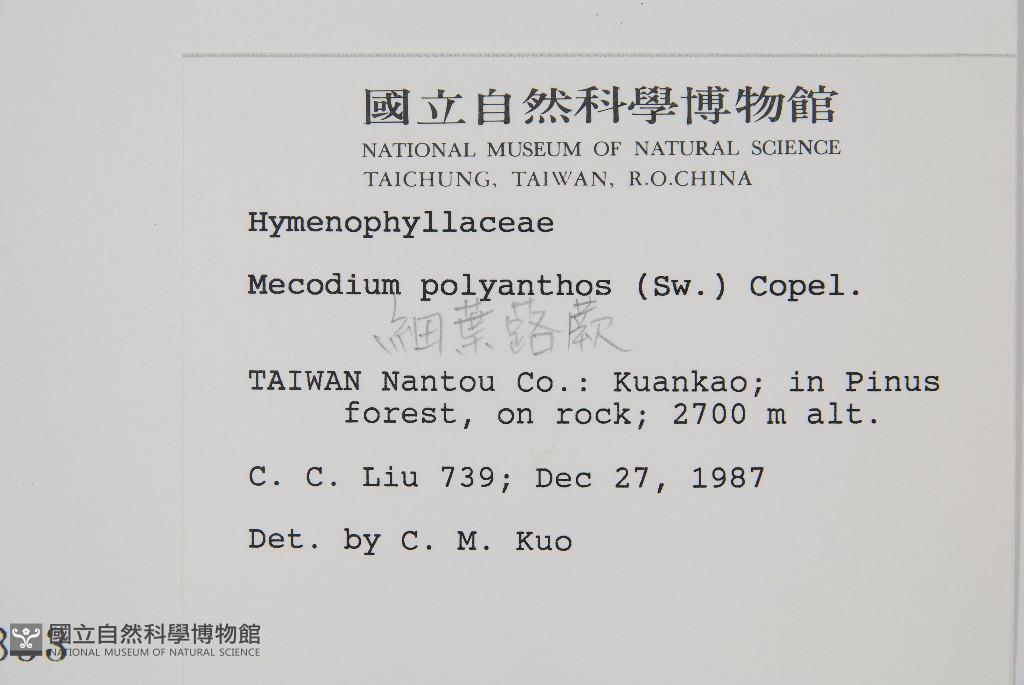 國立自然科學博物館
NATIONAL MUSEUM OF NATURAL SCIENCE
TAICHUNG, TAIWAN, R.O.CHINA
Hymenophyllaceae
Mecodium polyanthos (Sw.) Copel.
細葉蕗蕨
TAIWAN Nantou Co.: Kuankao; in Pinus
forest, on rock; 2700 m alt.
C. C. Liu 739; Dec 27, 1987
Det. by C. M. Kuo
國立自然科學博物館
NATIONAL MUSEUM OF NATURAL SCIENCE